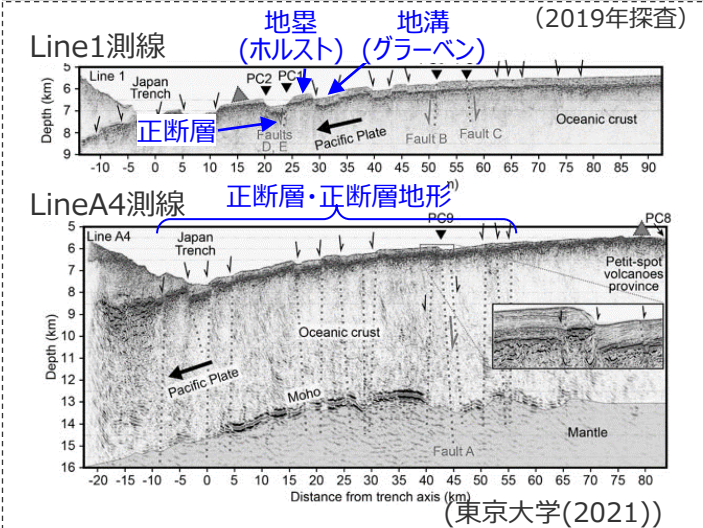 (2019年探査)
Line1測線
地塁
(ホルスト)
地溝
(グラーベン)
Line 1
Japan
Trench
PC2
PC1
正断層
Faults
D, E
Pacific Plate
Fault B
Fault C
Oceanic crust
Depth (km)
5
6
7
8
9
-10 -5 0 5 10 15 20 25 30 35 40 45 50 55 60 65 70 75 80 85 90
n)
LineA4測線
正断層・正断層地形
Line A4
Japan
Trench
PC9
PC8
Petit-spot
volcanoes
province
Oceanic crust
Pacific Plate
Moho
Mantle
Fault A
Depth (km)
5
6
7
8
9
10
11
12
13
14
15
16
-20 -15 -10 -5 0 5 10 15 20 25 30 35 40 45 50 55 60 65 70 75 80
Distance from trench axis (km)
(東京大学(2021))